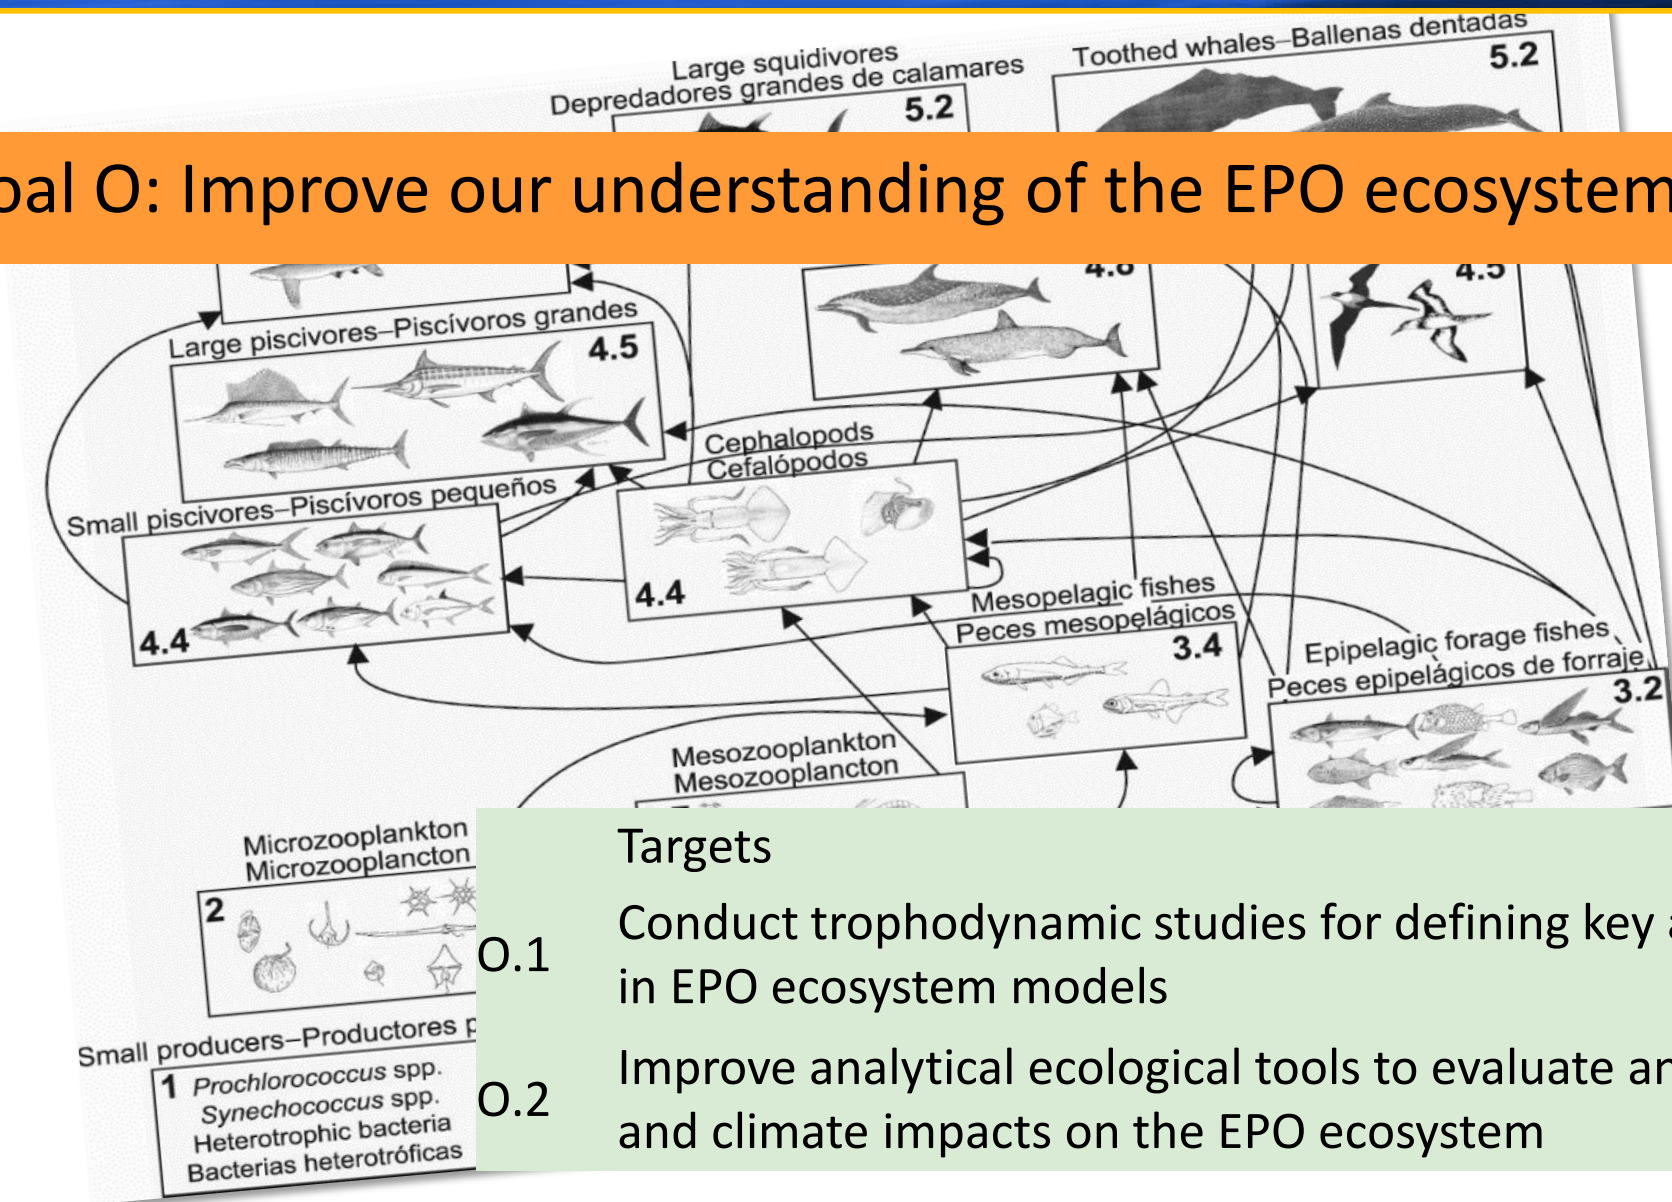 Large squidivores
Depredadores grandes de calamares
5.2
Toothed whales–Ballenas dentadas
5.2
oal O: Improve our understanding of the EPO ecosystem
4.8
4.5
Large piscivores–Piscívoros grandes
4.5
Cephalopods
Cefalópodos
4.4
Small piscivores–Piscívoros pequeños
4.4
Mesopelagic fishes
Peces mesopelágicos
3.4
Epipelagic forage fishes
Peces epipelágicos de forraje
3.2
Mesozooplankton
Mesozooplancton
Microzooplankton
Microzooplancton
2
Small producers–Productores p
1 Prochlorococcus spp.
Synechococcus spp.
Heterotrophic bacteria
Bacterias heterotróficas
Targets
O.1 Conduct trophodynamic studies for defining key
in EPO ecosystem models
O.2 Improve analytical ecological tools to evaluate an
and climate impacts on the EPO ecosystem